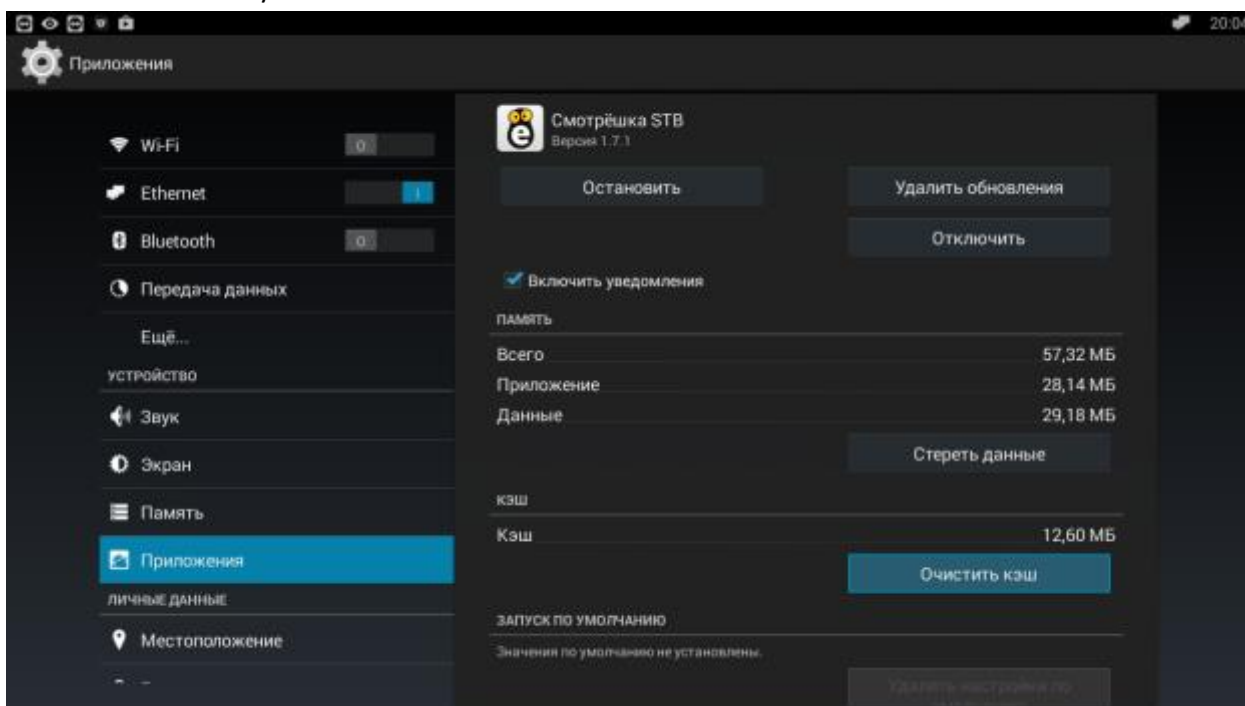 20:04
Приложения
Wi-Fi
Ethernet
Bluetooth
Передача данных
Ещё...
УСТРОЙСТВО
Звук
Экран
Память
Приложения
ЛИЧНЫЕ ДАННЫЕ
Местоположение
Смотрёшка STB
Версия 1.7.1
Остановить
Удалить обновления
Отключить
Включить уведомления
ПАМЯТЬ
Всего 57,32 МБ
Приложение 28,14 МБ
Данные 29,18 МБ
Стереть данные
КЭШ
Кэш 12,60 МБ
Очистить кэш
ЗАПУСК ПО УМОЛЧАНИЮ
Значения по умолчанию не установлены.
Удалить настройки по